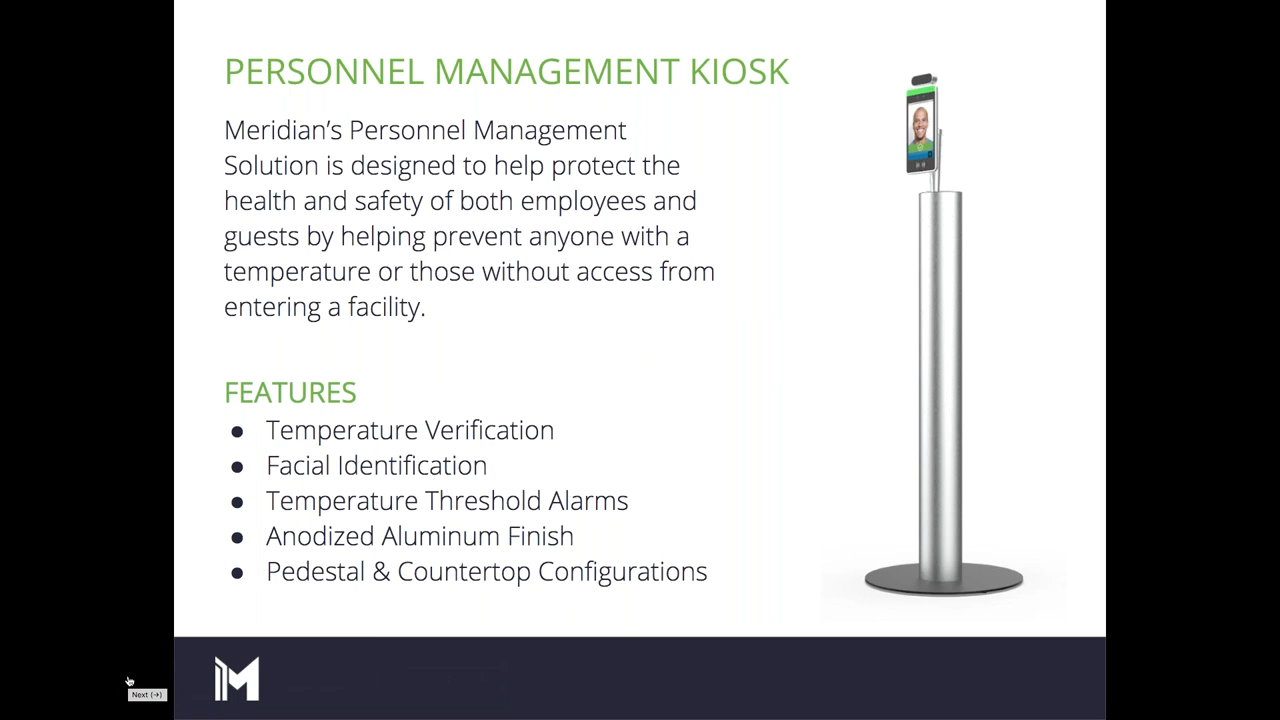 PERSONNEL MANAGEMENT KIOSK
Meridian’s Personnel Management
Solution is designed to help protect the
health and safety of both employees and
guests by helping prevent anyone with a
temperature or those without access from
entering a facility.
FEATURES
● Temperature Verification
● Facial Identification
● Temperature Threshold Alarms
● Anodized Aluminum Finish
● Pedestal & Countertop Configurations
M
Next (→)